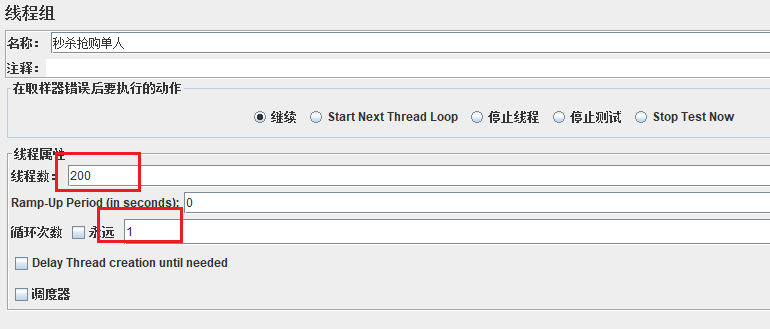 线程组
名称： 秒杀抢购单人
注释：
在取样器错误后要执行的动作
继续 Start Next Thread Loop 停止线程 停止测试 Stop Test Now
线程属性
线程数： 200
Ramp-Up Period (in seconds): 0
循环次数 永远 1
Delay Thread creation until needed
调度器